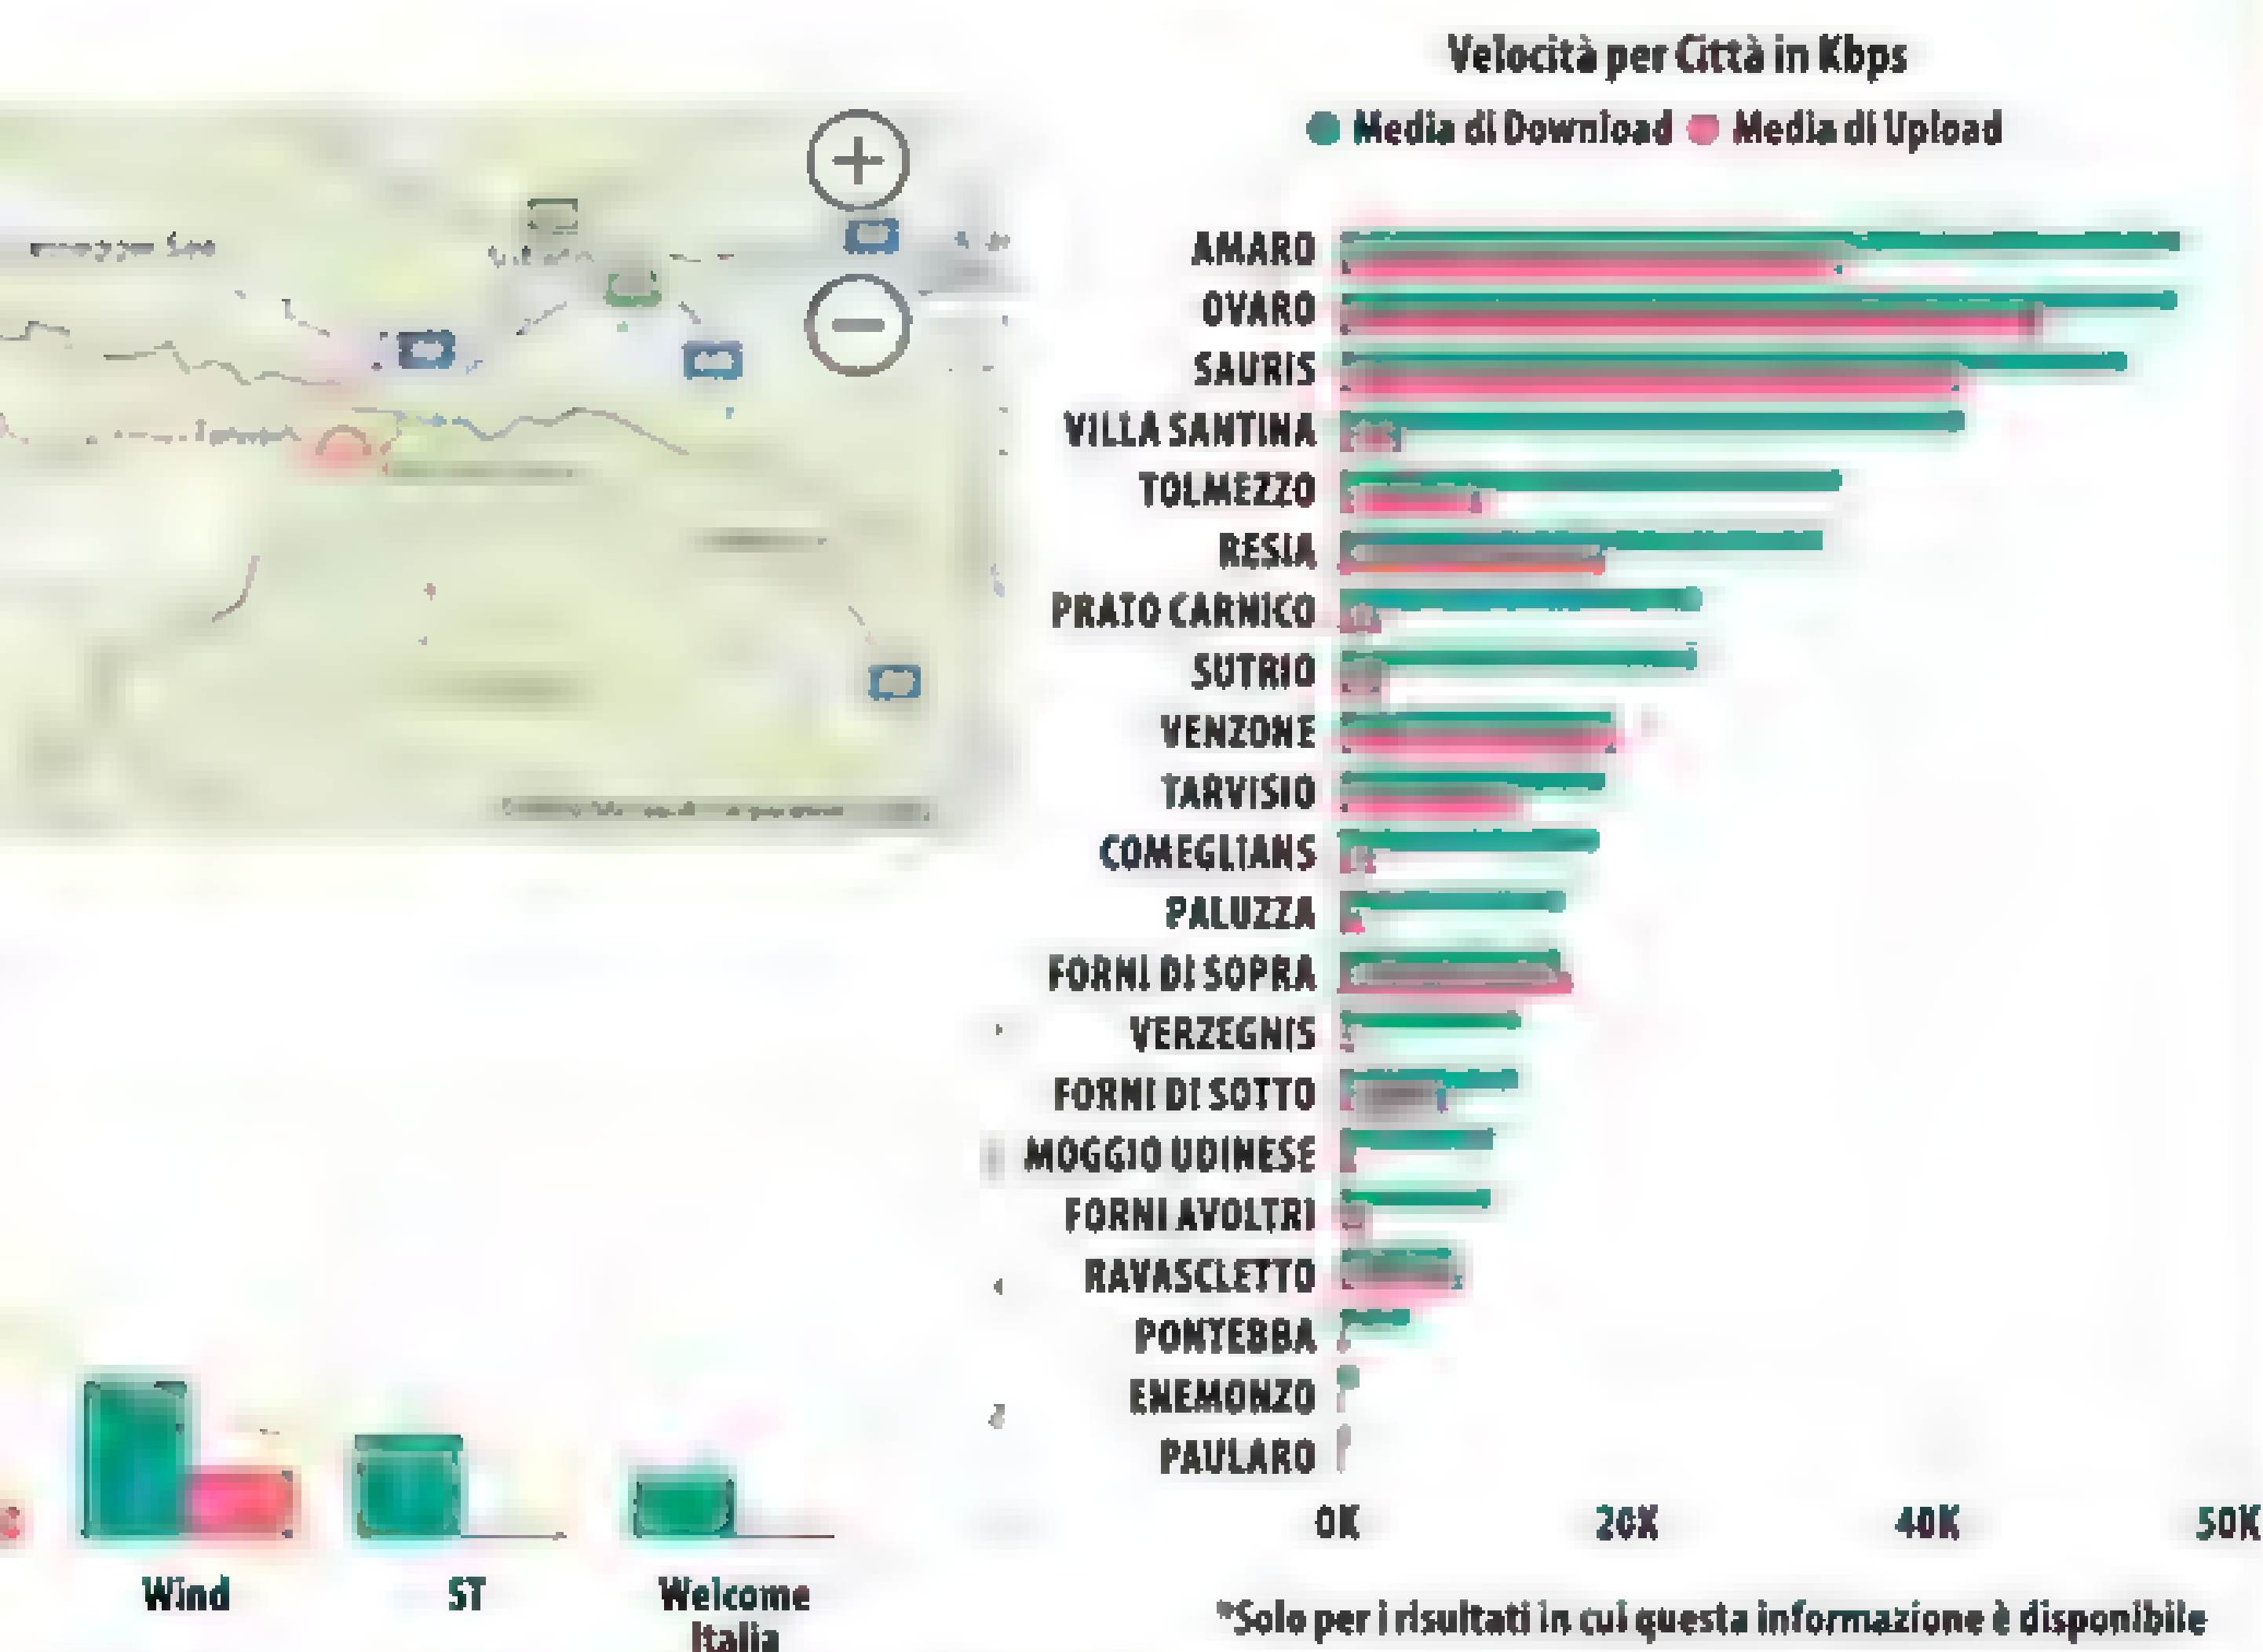 Velocità per Città in Kbps
Media di Download Media di Upload
AMARO
OVARO
SAURIS
VILLA SANTINA
TOLMEZZO
RESIA
PRATO CARNICO
SUTRIO
VENZONE
TARVISIO
COMEGLIANS
PALUZZA
FORNI DI SOPRA
VERZEGNIS
FORNI DI SOTTO
MOGGIO UDINESE
FORNI AVOLTRI
RAVASCLETTO
PONTEBBA
ENEMONZO
PAULARO
0K 20K 40K 50K
Wind ST Welcome
Italia
*Solo per i risultati in cui questa informazione è disponibile